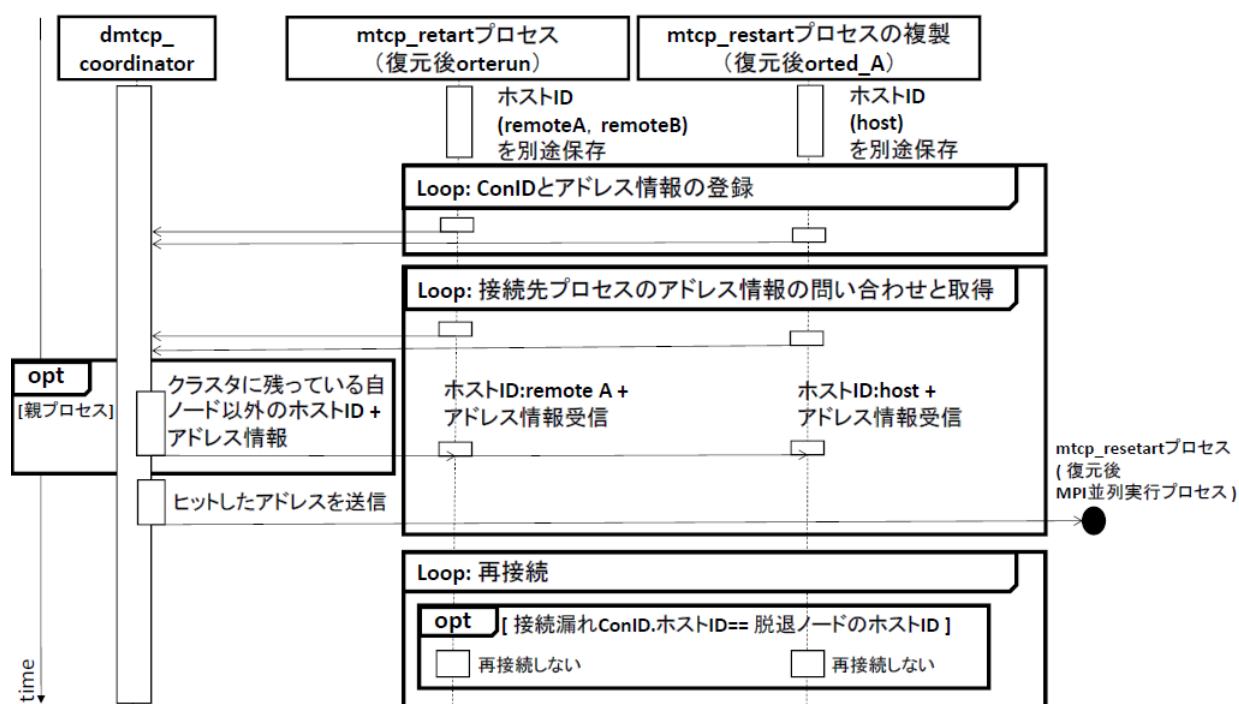 dmtcp_
coordinator
mtcp_retartプロセス
(復元後orterun)
mtcp_restartプロセスの複製
(復元後orted_A)
ホストID
(remoteA, remoteB)
を別途保存
ホストID
(host)
を別途保存
Loop: ConIDとアドレス情報の登録
Loop: 接続先プロセスのアドレス情報の問い合わせと取得
opt
[親プロセス]
クラスタに残っている自
ノード以外のホストID +
アドレス情報
ホストID:remote A +
アドレス情報受信
ホストID:host +
アドレス情報受信
mtcp_resetartプロセス
( 復元後
MPI並列実行プロセス )
ヒットしたアドレスを送信
Loop: 再接続
opt
[ 接続漏れConID.ホストID== 脱退ノードのホストID ]
再接続しない
再接続しない
time